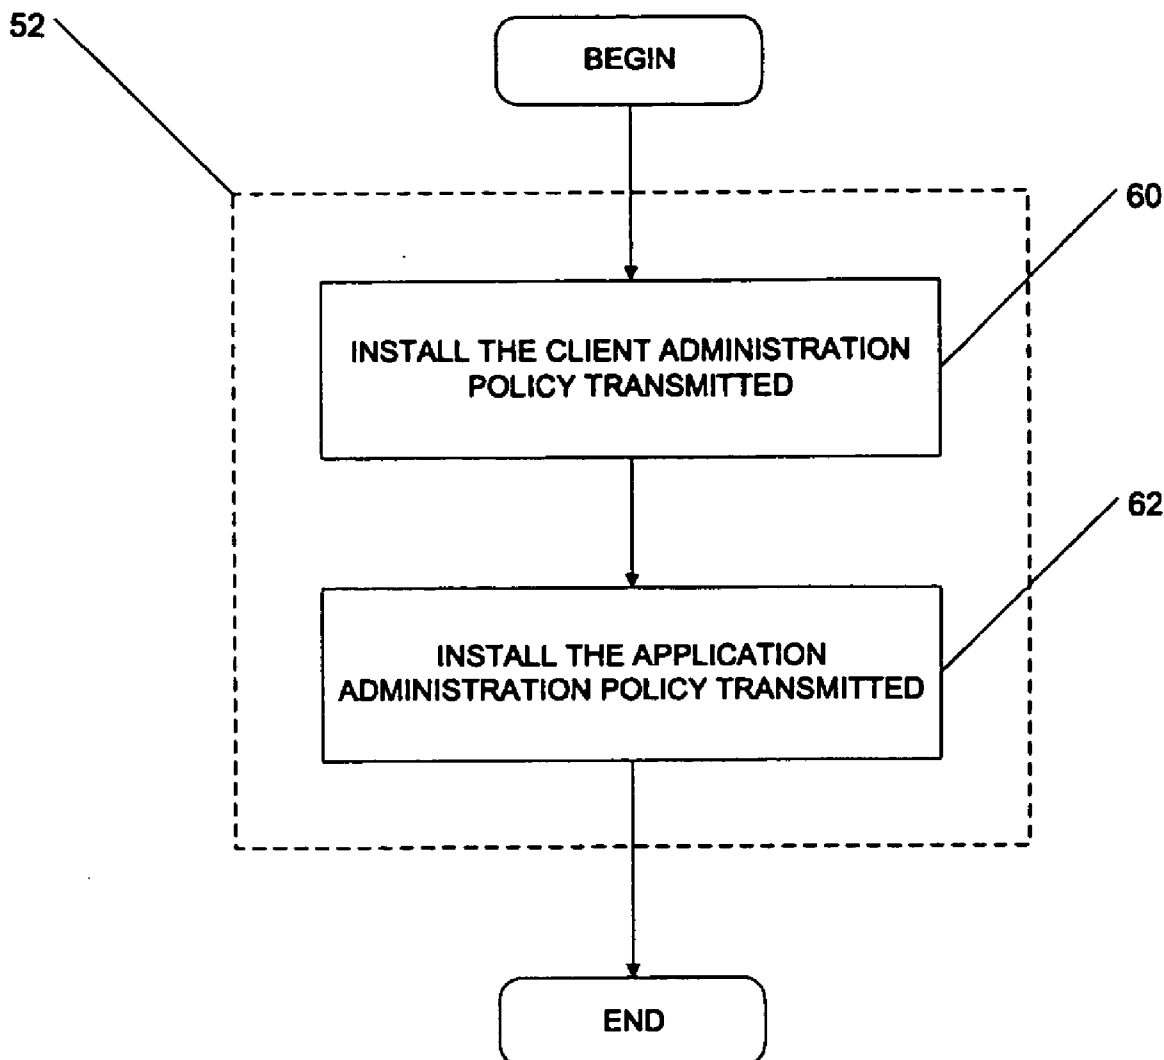 52
BEGIN
60
INSTALL THE CLIENT ADMINISTRATION
POLICY TRANSMITTED
62
INSTALL THE APPLICATION
ADMINISTRATION POLICY TRANSMITTED
END